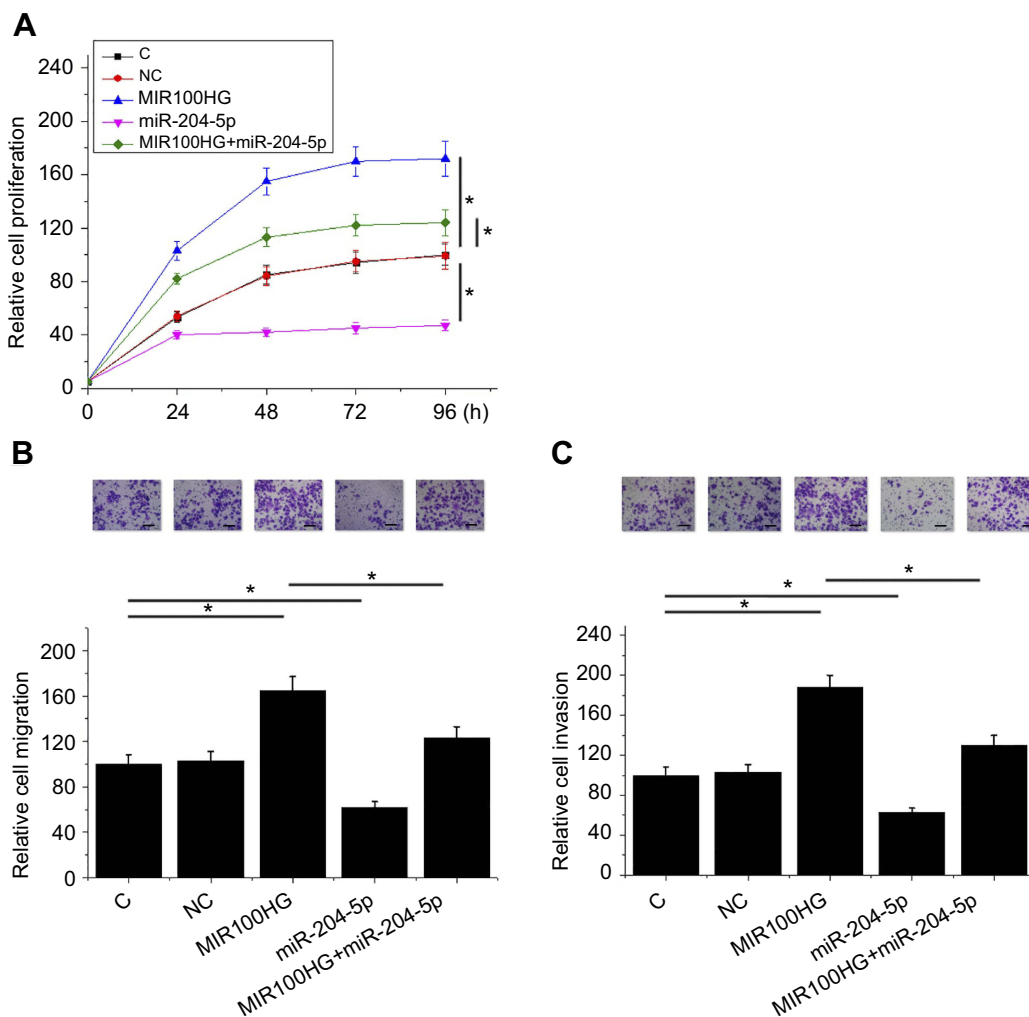 A
C
NC
MIR100HG
miR-204-5p
MIR100HG+miR-204-5p
Relative cell proliferation
240
200
160
120
80
40
0
0 24 48 72 96 (h)
*
*
*
B
*
*
*
Relative cell migration
200
160
120
80
40
0
C
NC
MIR100HG
miR-204-5p
MIR100HG+miR-204-5p
C
*
*
*
Relative cell invasion
240
200
160
120
80
40
0
C
NC
MIR100HG
miR-204-5p
MIR100HG+miR-204-5p